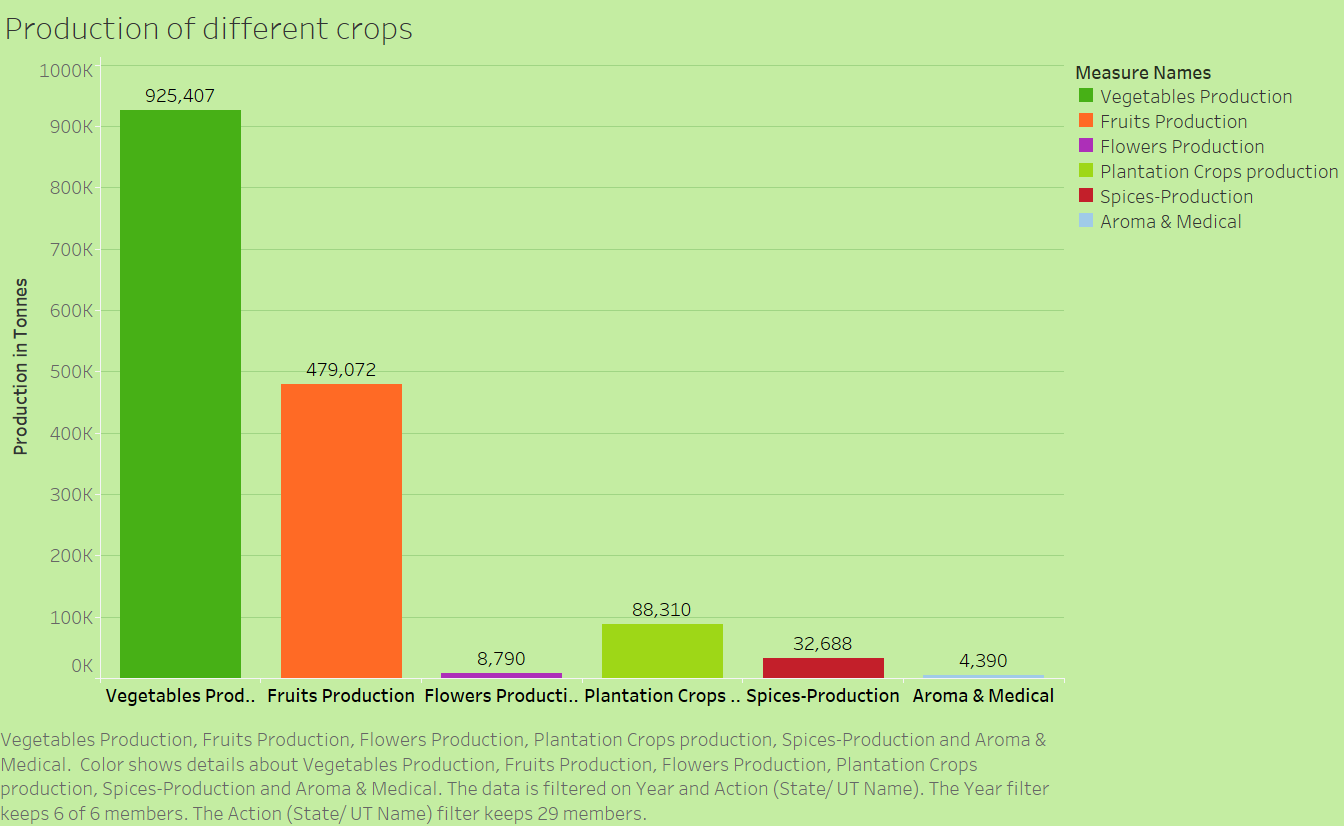 Production of different crops
1000K
900K
800K
700K
600K
500K
400K
300K
200K
100K
0K
Production in Tonnes
925,407
479,072
8,790
88,310
32,688
4,390
Vegetables Prod..
Fruits Production
Flowers Producti..
Plantation Crops ..
Spices-Production
Aroma & Medical
Measure Names
Vegetables Production
Fruits Production
Flowers Production
Plantation Crops production
Spices-Production
Aroma & Medical
Vegetables Production, Fruits Production, Flowers Production, Plantation Crops production, Spices-Production and Aroma &
Medical.  Color shows details about Vegetables Production, Fruits Production, Flowers Production, Plantation Crops
production, Spices-Production and Aroma & Medical. The data is filtered on Year and Action (State/ UT Name). The Year filter
keeps 6 of 6 members. The Action (State/ UT Name) filter keeps 29 members.